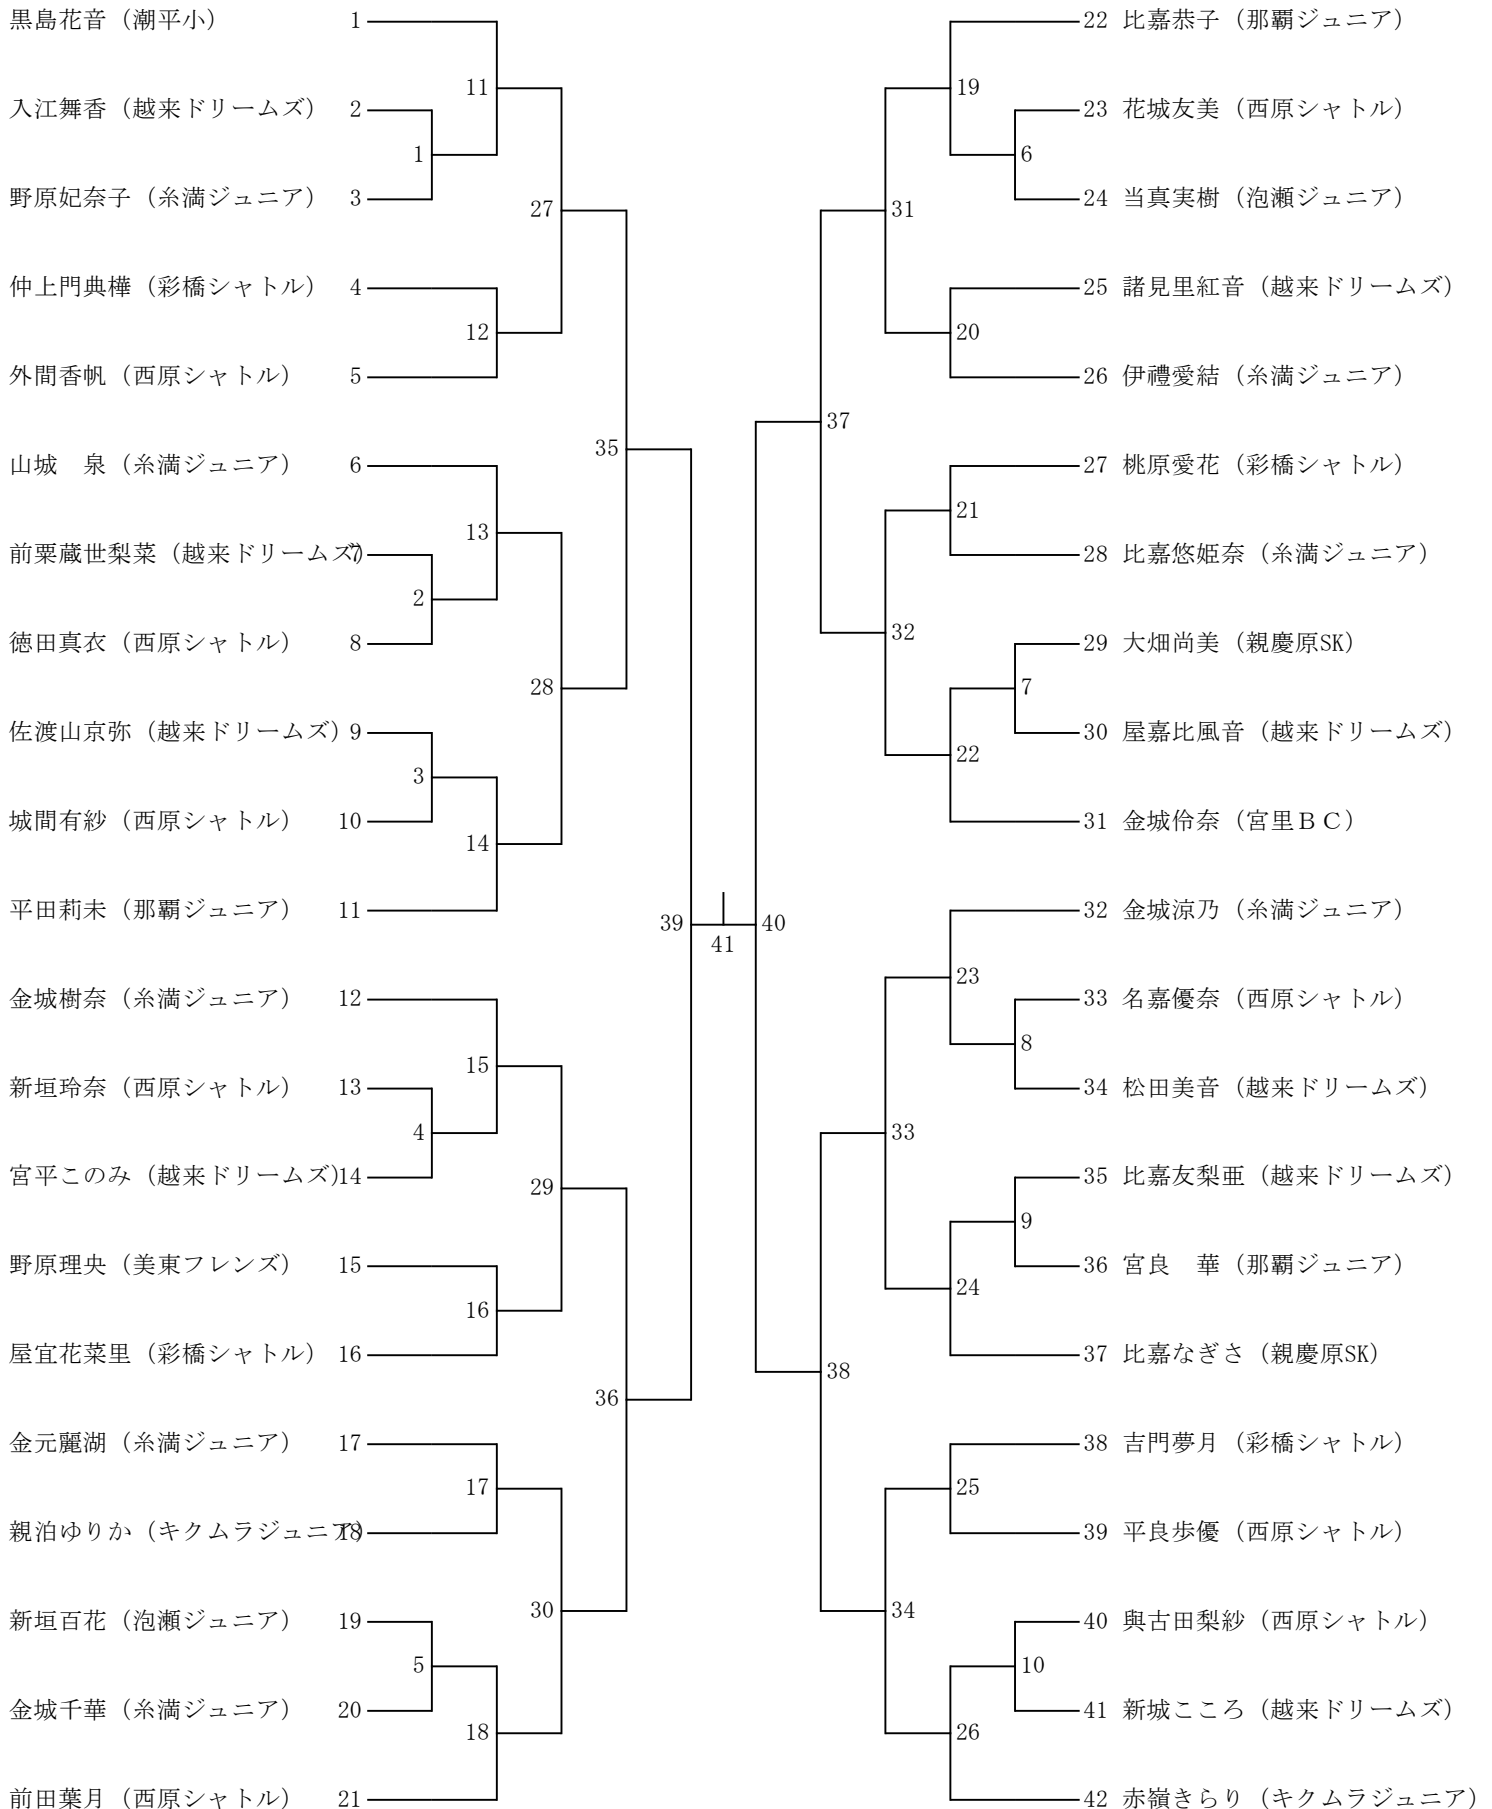 黒島花音（潮平小） 1
入江舞香（越来ドリームズ） 2
野原妃奈子（糸満ジュニア） 3
仲上門典樺（彩橋シャトル） 4
外間香帆（西原シャトル） 5
山城　泉（糸満ジュニア） 6
前栗蔵世梨菜（越来ドリームズ） 7
徳田真衣（西原シャトル） 8
佐渡山京弥（越来ドリームズ） 9
城間有紗（西原シャトル） 10
平田莉未（那覇ジュニア） 11
金城樹奈（糸満ジュニア） 12
新垣玲奈（西原シャトル） 13
宮平このみ（越来ドリームズ） 14
野原理央（美東フレンズ） 15
屋宜花菜里（彩橋シャトル） 16
金元麗湖（糸満ジュニア） 17
親泊ゆりか（キクムラジュニア） 18
新垣百花（泡瀬ジュニア） 19
金城千華（糸満ジュニア） 20
前田葉月（西原シャトル） 21
1
2
3
4
5
11
12
13
14
15
16
17
18
27
28
29
30
35
36
39
41
40
37
38
31
32
33
34
19
20
21
22
23
24
25
26
6
7
8
9
10
22 比嘉恭子（那覇ジュニア）
23 花城友美（西原シャトル）
24 当真実樹（泡瀬ジュニア）
25 諸見里紅音（越来ドリームズ）
26 伊禮愛結（糸満ジュニア）
27 桃原愛花（彩橋シャトル）
28 比嘉悠姫奈（糸満ジュニア）
29 大畑尚美（親慶原SK）
30 屋嘉比風音（越来ドリームズ）
31 金城伶奈（宮里ＢＣ）
32 金城涼乃（糸満ジュニア）
33 名嘉優奈（西原シャトル）
34 松田美音（越来ドリームズ）
35 比嘉友梨亜（越来ドリームズ）
36 宮良　華（那覇ジュニア）
37 比嘉なぎさ（親慶原SK）
38 吉門夢月（彩橋シャトル）
39 平良歩優（西原シャトル）
40 與古田梨紗（西原シャトル）
41 新城こころ（越来ドリームズ）
42 赤嶺きらり（キクムラジュニア）